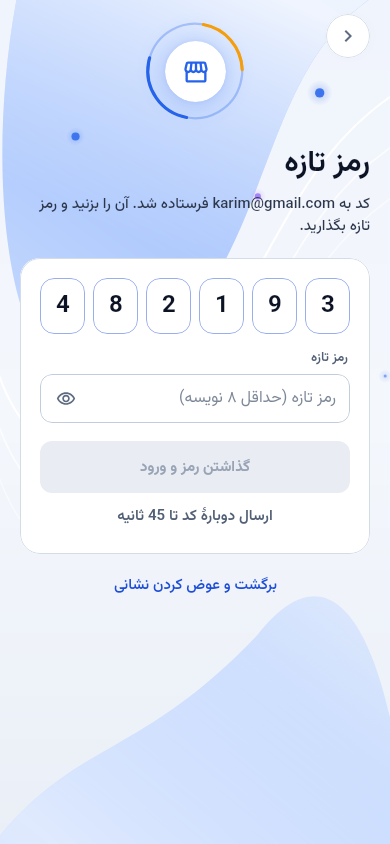 رمز تازه
کد به karim@gmail.com فرستاده شد. آن را بزنید و رمز
تازه بگذارید.
4 8 2 1 9 3
رمز تازه
رمز تازه (حداقل ۸ نویسه)
گذاشتن رمز و ورود
ارسال دوبارهٔ کد تا 45 ثانیه
برگشت و عوض کردن نشانی